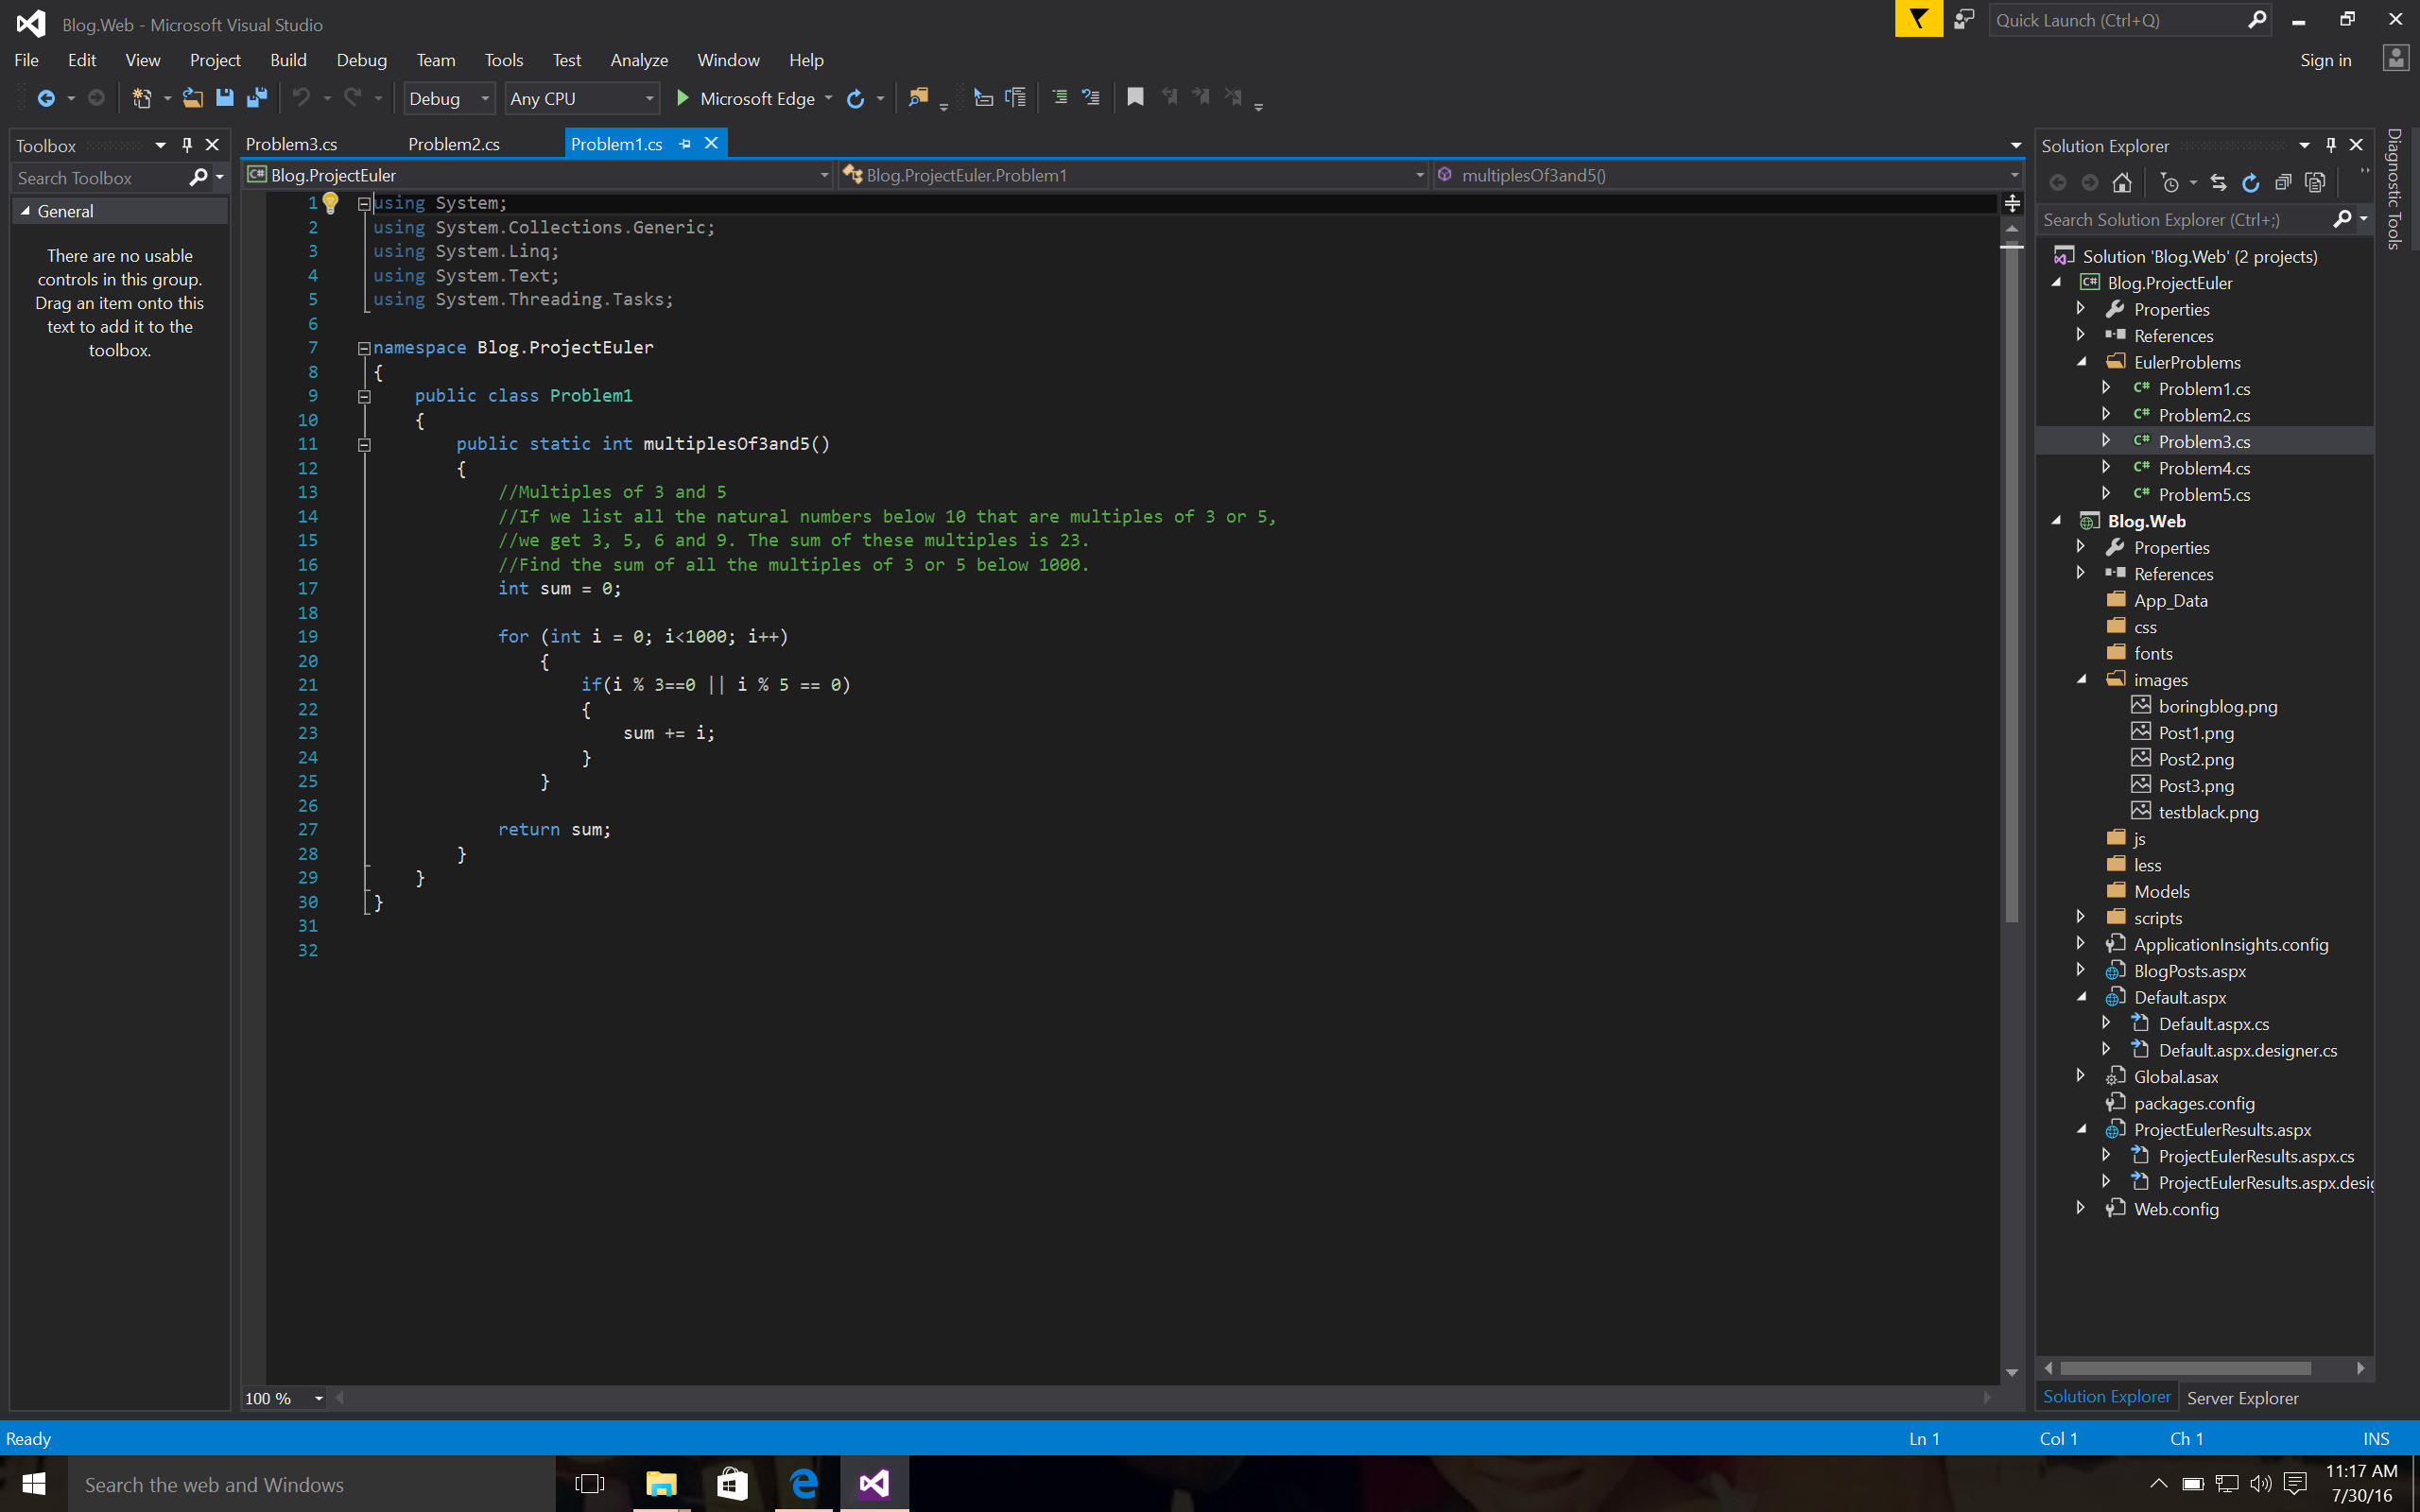 Blog.Web - Microsoft Visual Studio
Quick Launch (Ctrl+Q)
File Edit View Project Build Debug Team Tools Test Analyze Window Help
Sign in
Debug Any CPU Microsoft Edge
Toolbox
Search Toolbox
General
There are no usable
controls in this group.
Drag an item onto this
text to add it to the
toolbox.
Problem3.cs Problem2.cs Problem1.cs
Blog.ProjectEuler Blog.ProjectEuler.Problem1 multiplesOf3and5()
1 using System;
2 using System.Collections.Generic;
3 using System.Linq;
4 using System.Text;
5 using System.Threading.Tasks;
6
7 namespace Blog.ProjectEuler
8 {
9 public class Problem1
10 {
11 public static int multiplesOf3and5()
12 {
13 //Multiples of 3 and 5
14 //If we list all the natural numbers below 10 that are multiples of 3 or 5,
15 //we get 3, 5, 6 and 9. The sum of these multiples is 23.
16 //Find the sum of all the multiples of 3 or 5 below 1000.
17 int sum = 0;
18
19 for (int i = 0; i<1000; i++)
20 {
21 if(i % 3==0 || i % 5 == 0)
22 {
23 sum += i;
24 }
25 }
26
27 return sum;
28 }
29 }
30 }
31
32
100 %
Solution Explorer
Search Solution Explorer (Ctrl+;)
Solution 'Blog.Web' (2 projects)
C# Blog.ProjectEuler
Properties
References
EulerProblems
C# Problem1.cs
C# Problem2.cs
C# Problem3.cs
C# Problem4.cs
C# Problem5.cs
Blog.Web
Properties
References
App_Data
css
fonts
images
boringblog.png
Post1.png
Post2.png
Post3.png
testblack.png
js
less
Models
scripts
ApplicationInsights.config
BlogPosts.aspx
Default.aspx
Default.aspx.cs
Default.aspx.designer.cs
Global.asax
packages.config
ProjectEulerResults.aspx
ProjectEulerResults.aspx.cs
ProjectEulerResults.aspx.desig
Web.config
Solution Explorer Server Explorer
Diagnostic Tools
Ready Ln 1 Col 1 Ch 1 INS
Search the web and Windows
11:17 AM
7/30/16